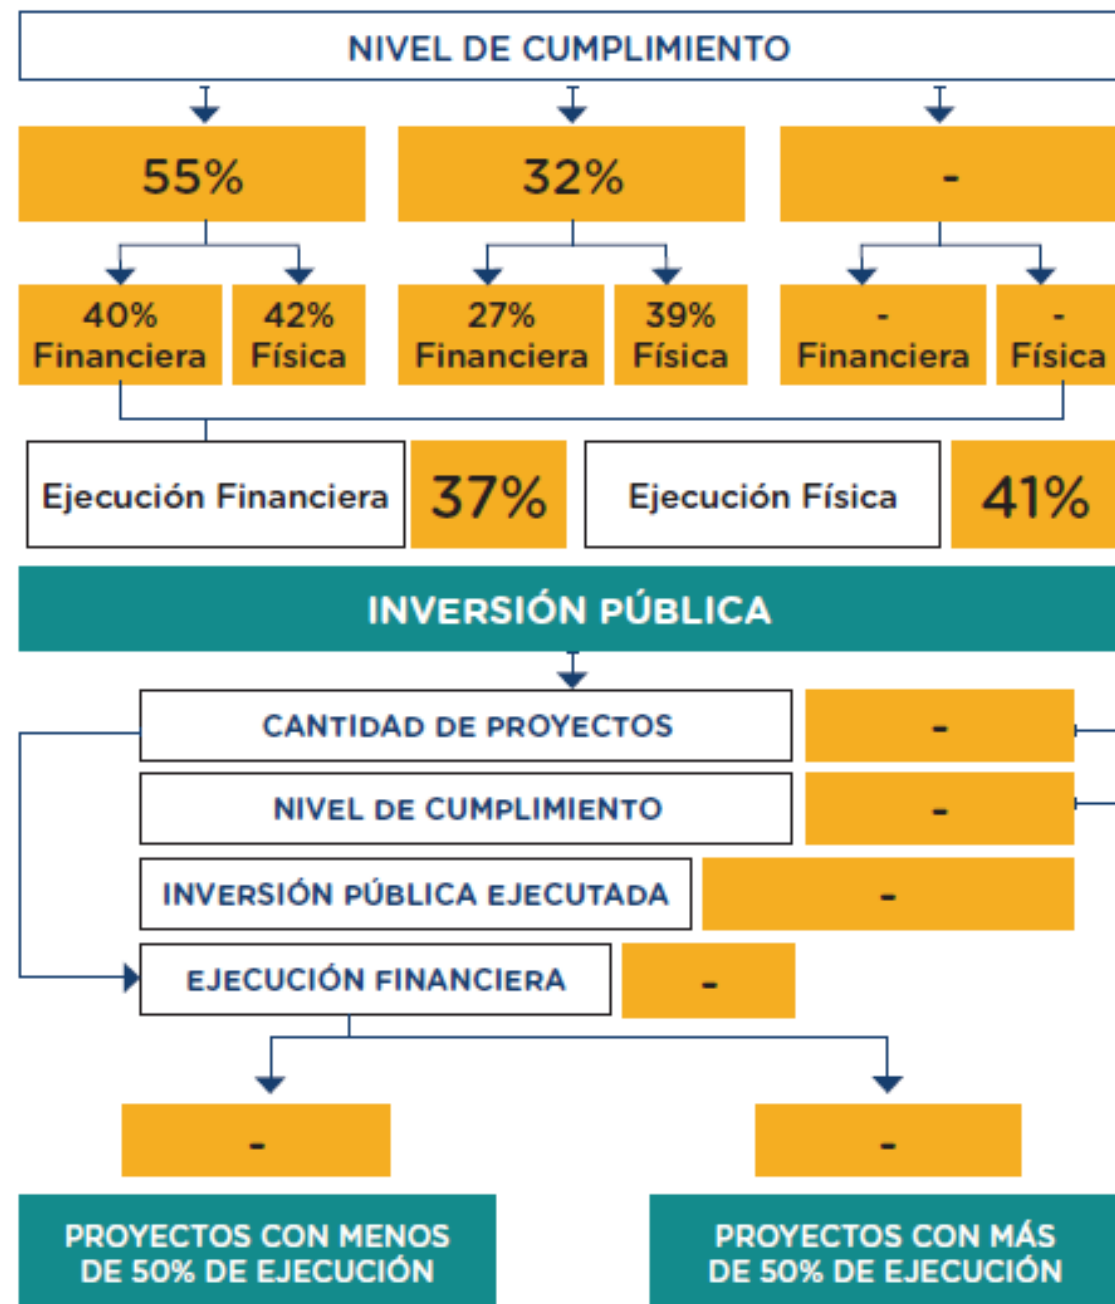 NIVEL DE CUMPLIMIENTO
55%
32%
-
40%
Financiera
42%
Física
27%
Financiera
39%
Física
-
Financiera
-
Física
Ejecución Financiera
37%
Ejecución Física
41%
INVERSIÓN PÚBLICA
CANTIDAD DE PROYECTOS
-
NIVEL DE CUMPLIMIENTO
-
INVERSIÓN PÚBLICA EJECUTADA
-
EJECUCIÓN FINANCIERA
-
-
-
PROYECTOS CON MENOS
DE 50% DE EJECUCIÓN
PROYECTOS CON MÁS
DE 50% DE EJECUCIÓN